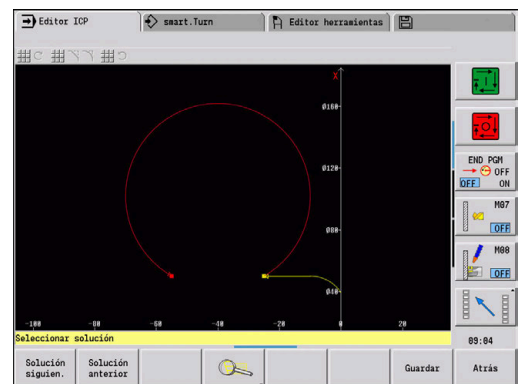 Editor ICP
smart.Turn
Editor herramientas
X
Ø160
Ø120
Ø80
Ø40
-100 -80 -60 -40 -20 0 20
END PGM
OFF
OFF ON
M07
OFF
M08
OFF
Seleccionar solución
09:04
Solución siguien.
Solución anterior
Guardar
Atrás